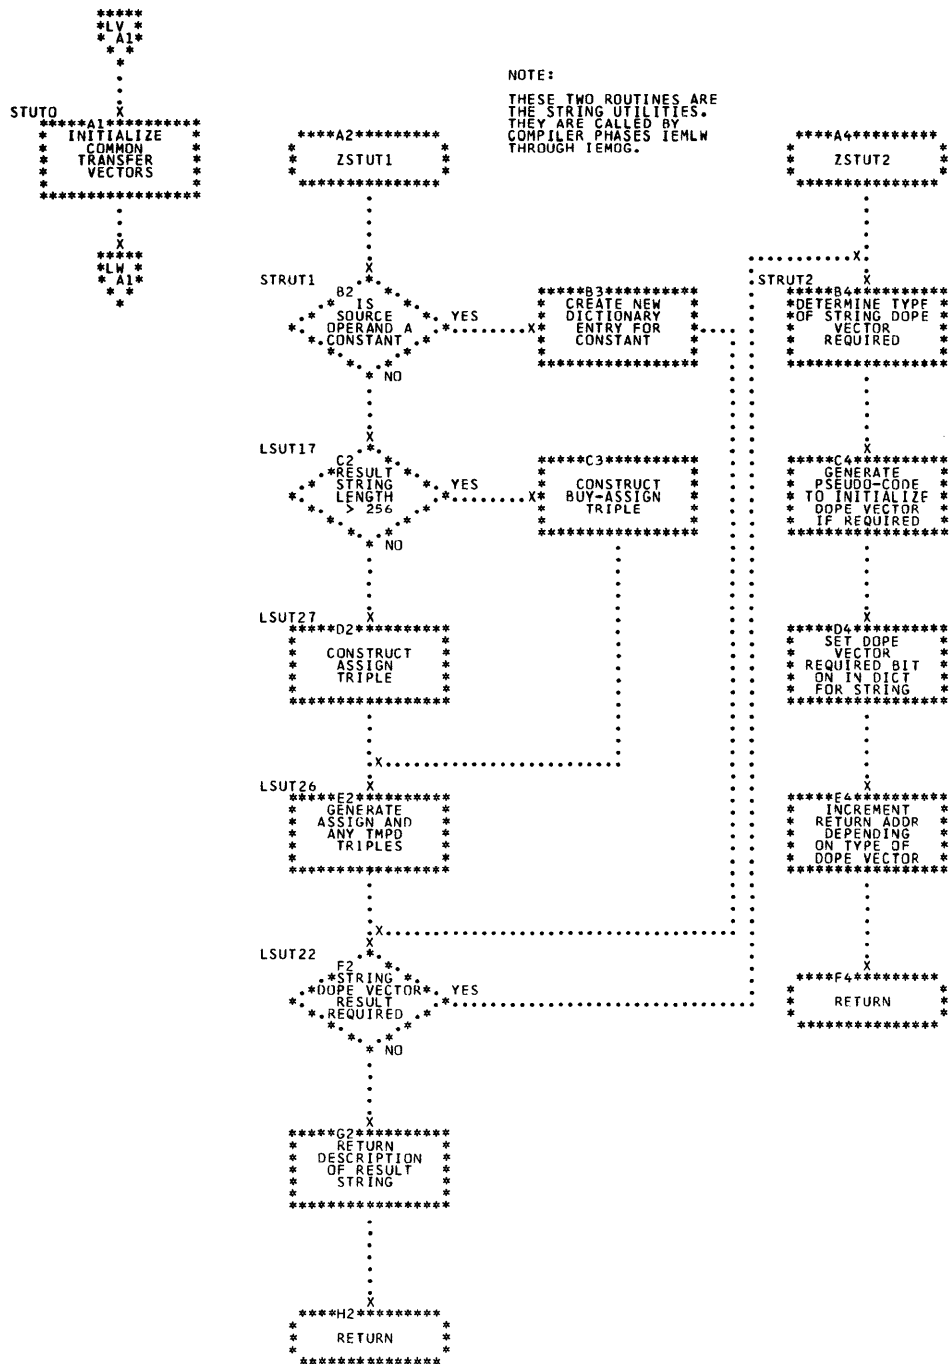 LV
A1
STUT0
A1
INITIALIZE
COMMON
TRANSFER
VECTORS
LW
A1
NOTE:
THESE TWO ROUTINES ARE
THE STRING UTILITIES.
THEY ARE CALLED BY
COMPILER PHASES IEMLW
THROUGH IEMOG.
A2
ZSTUT1
STRUT1
B2
IS
SOURCE
OPERAND A
CONSTANT
YES
NO
B3
CREATE NEW
DICTIONARY
ENTRY FOR
CONSTANT
LSUT17
C2
RESULT
STRING
LENGTH
> 256
YES
NO
C3
CONSTRUCT
BUY-ASSIGN
TRIPLE
LSUT27
D2
CONSTRUCT
ASSIGN
TRIPLE
LSUT26
E2
GENERATE
ASSIGN AND
ANY TMPD
TRIPLES
LSUT22
F2
STRING
DOPE VECTOR
RESULT
REQUIRED
YES
NO
G2
RETURN
DESCRIPTION
OF RESULT
STRING
H2
RETURN
A4
ZSTUT2
STRUT2
B4
DETERMINE TYPE
OF STRING DOPE
VECTOR
REQUIRED
C4
GENERATE
PSEUDO-CODE
TO INITIALIZE
DOPE VECTOR
IF REQUIRED
D4
SET DOPE
VECTOR
REQUIRED BIT
ON IN DICT
FOR STRING
E4
INCREMENT
RETURN ADDR
DEPENDING
ON TYPE OF
DOPE VECTOR
F4
RETURN